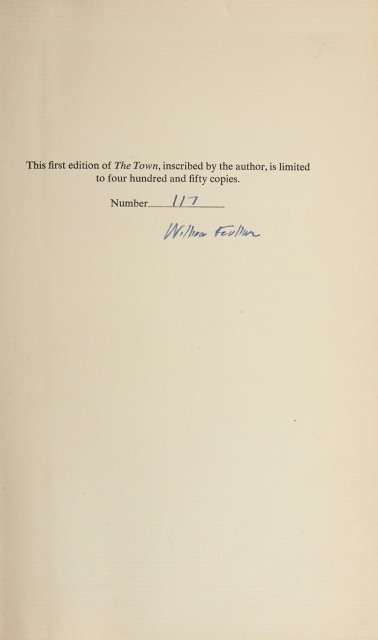 This first edition of The Town, inscribed by the author, is limited
to four hundred and fifty copies.
Number 117
William Faulkner